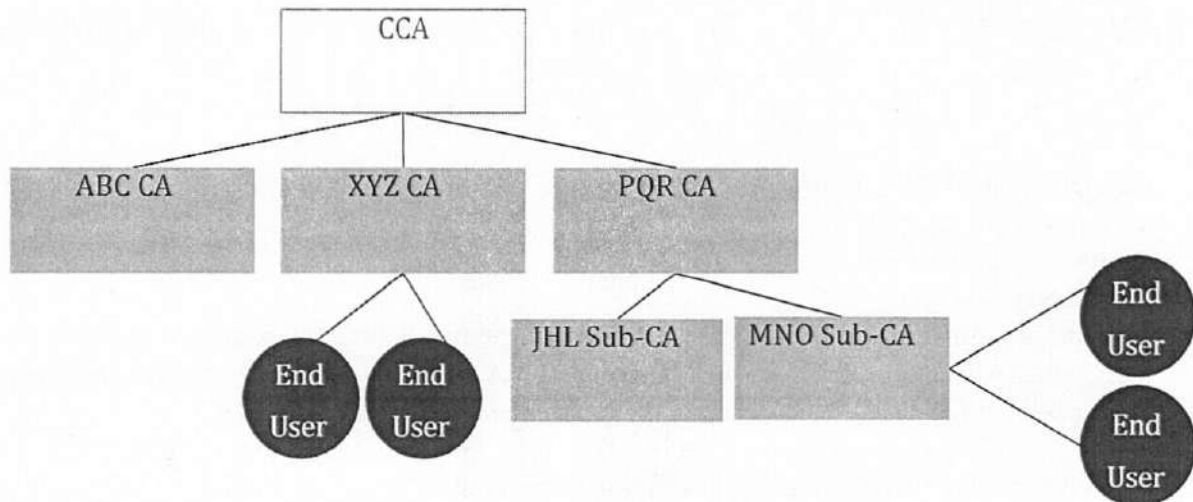 CCA
ABC CA
XYZ CA
PQR CA
JHL Sub-CA
MNO Sub-CA
End
User
End
User
End
User
End
User